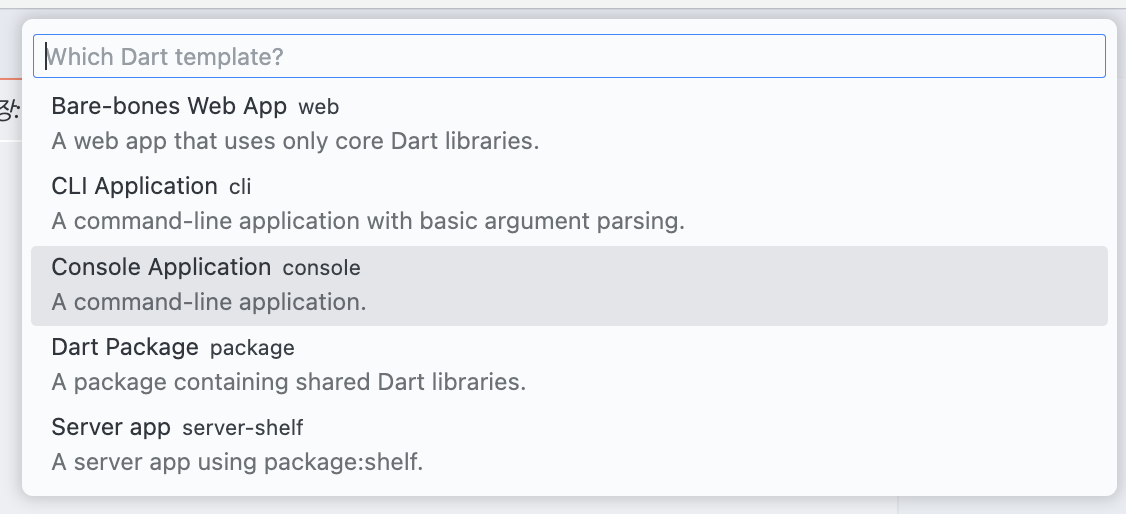 Which Dart template?
장:
Bare-bones Web App web
A web app that uses only core Dart libraries.
CLI Application cli
A command-line application with basic argument parsing.
Console Application console
A command-line application.
Dart Package package
A package containing shared Dart libraries.
Server app server-shelf
A server app using package:shelf.